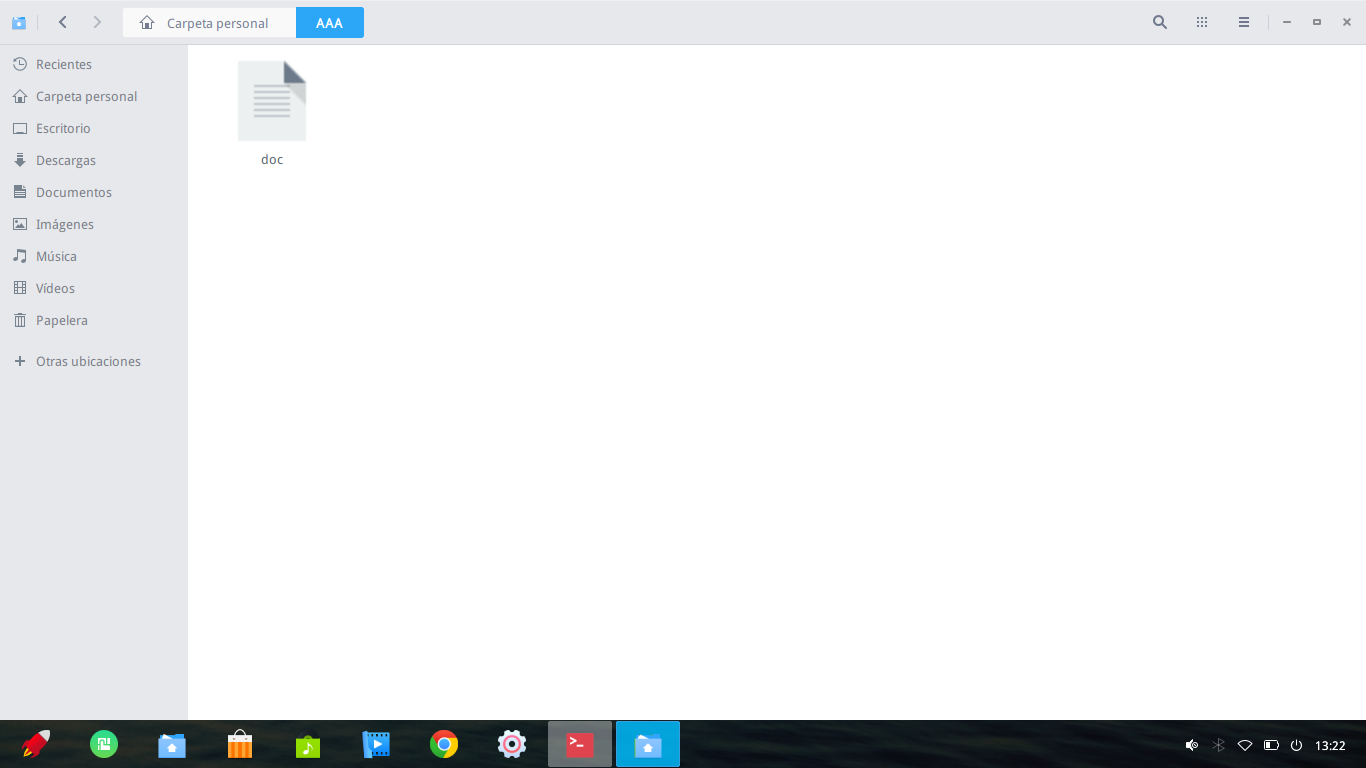 Carpeta personal
AAA
Recientes
Carpeta personal
Escritorio
Descargas
Documentos
Imágenes
Música
Vídeos
Papelera
Otras ubicaciones
doc
13:22